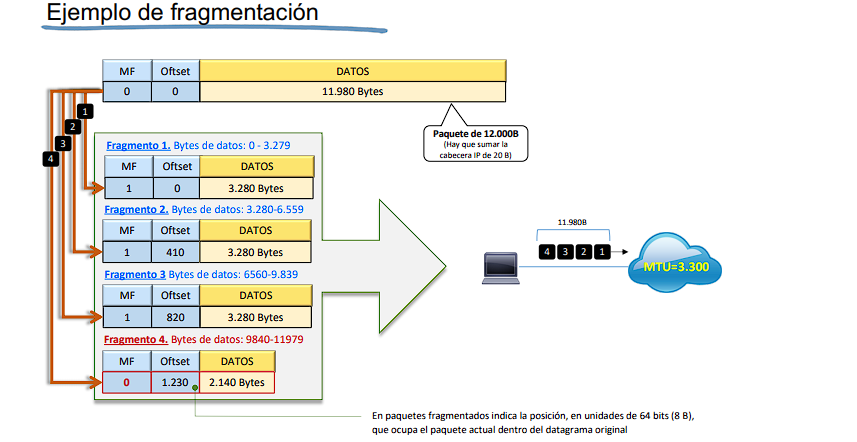 Ejemplo de fragmentación
MF Oftset DATOS
0 0 11.980 Bytes
1
2
3
4
Paquete de 12.000B
(Hay que sumar la
cabecera IP de 20 B)
Fragmento 1. Bytes de datos: 0 - 3.279
MF Oftset DATOS
1 0 3.280 Bytes
Fragmento 2. Bytes de datos: 3.280-6.559
MF Oftset DATOS
1 410 3.280 Bytes
Fragmento 3 Bytes de datos: 6560-9.839
MF Oftset DATOS
1 820 3.280 Bytes
Fragmento 4. Bytes de datos: 9840-11979
MF Oftset DATOS
0 1.230 2.140 Bytes
11.980B
4 3 2 1
MTU=3.300
En paquetes fragmentados indica la posición, en unidades de 64 bits (8 B),
que ocupa el paquete actual dentro del datagrama original